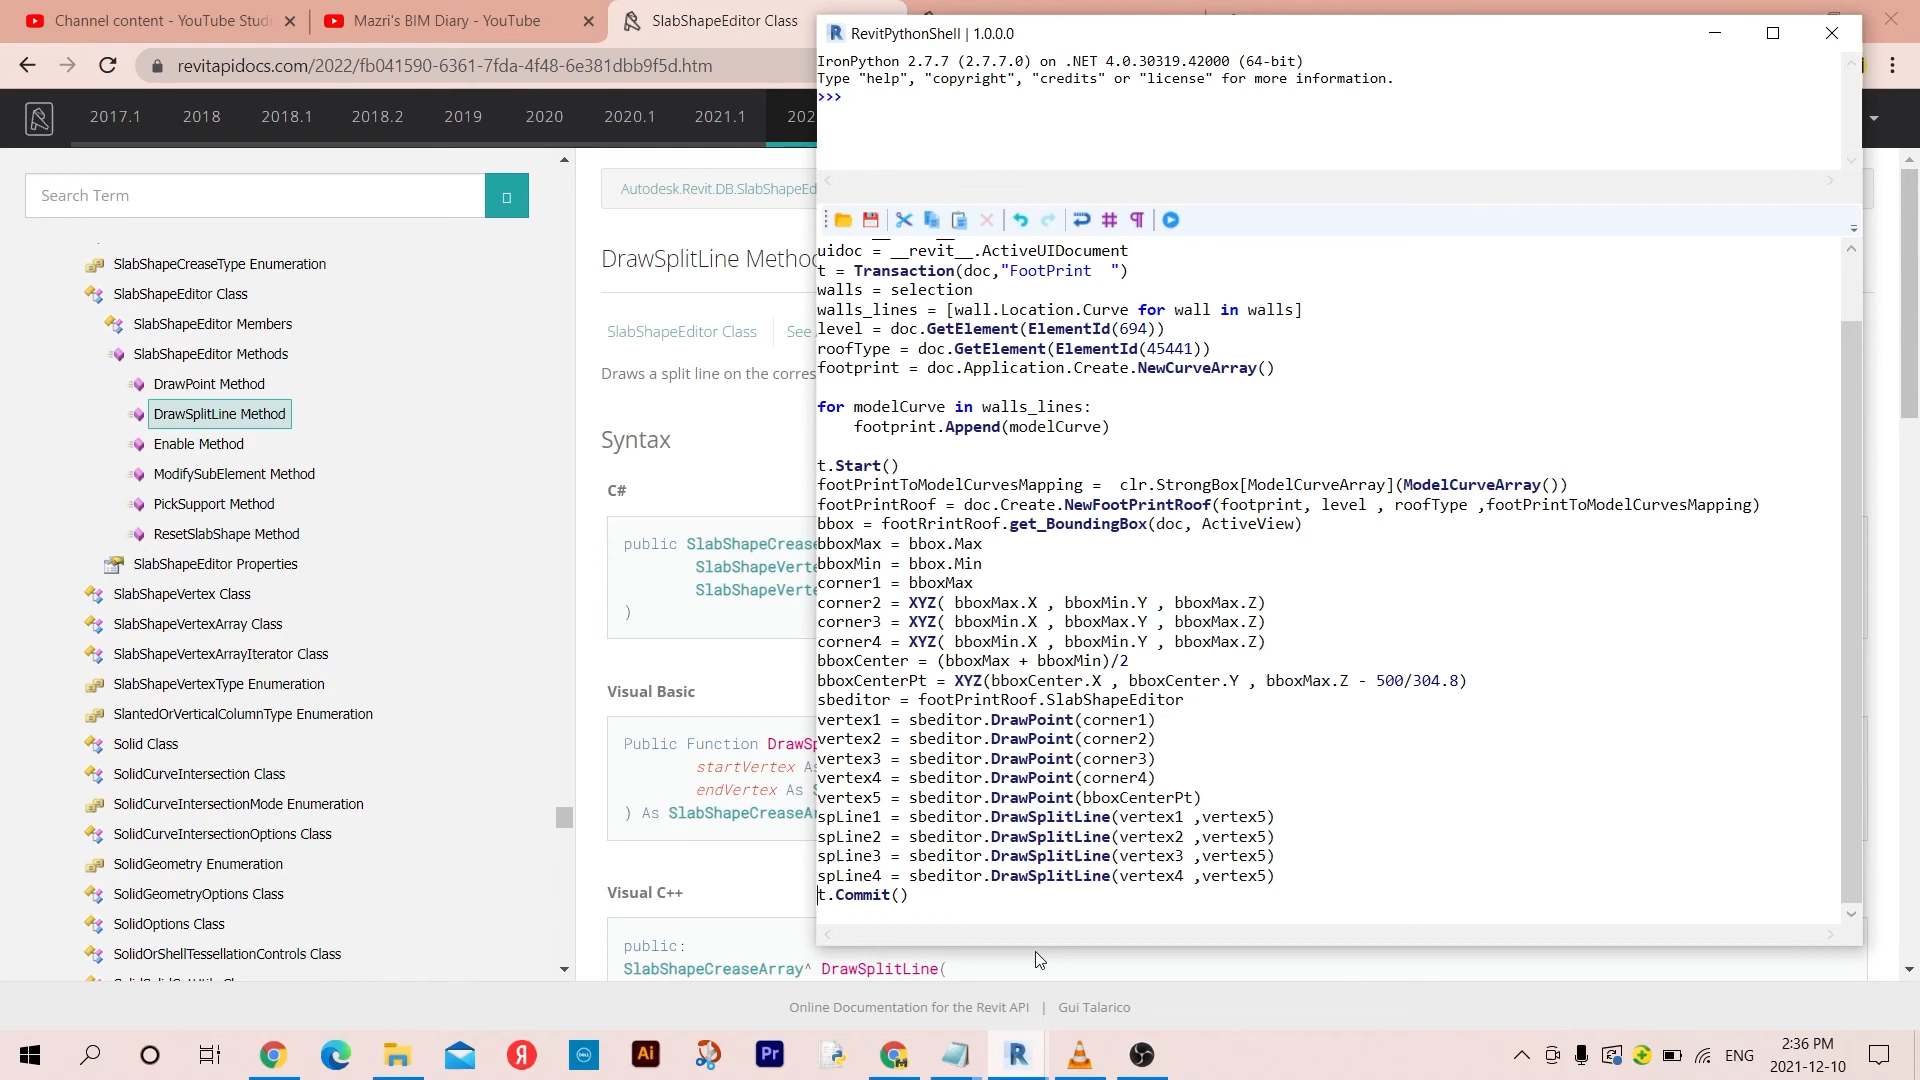 Channel content - YouTube Studi
Mazri's BIM Diary - YouTube
SlabShapeEditor Class
revitapidocs.com/2022/fb041590-6361-7fda-4f48-6e381dbb9f5d.htm
2017.1 2018 2018.1 2018.2 2019 2020 2020.1 2021.1 202
Search Term
SlabShapeCreaseType Enumeration
SlabShapeEditor Class
SlabShapeEditor Members
SlabShapeEditor Methods
DrawPoint Method
DrawSplitLine Method
Enable Method
ModifySubElement Method
PickSupport Method
ResetSlabShape Method
SlabShapeEditor Properties
SlabShapeVertex Class
SlabShapeVertexArray Class
SlabShapeVertexArrayIterator Class
SlabShapeVertexType Enumeration
SlantedOrVerticalColumnType Enumeration
Solid Class
SolidCurveIntersection Class
SolidCurveIntersectionMode Enumeration
SolidCurveIntersectionOptions Class
SolidGeometry Enumeration
SolidGeometryOptions Class
SolidOptions Class
SolidOrShellTessellationControls Class
Autodesk.Revit.DB.SlabShapeEd
DrawSplitLine Metho
SlabShapeEditor Class See
Draws a split line on the corres
Syntax
C#
public SlabShapeCrease
SlabShapeVerte
SlabShapeVerte
)
Visual Basic
Public Function DrawSp
startVertex As
endVertex As S
) As SlabShapeCreaseAr
Visual C++
public:
SlabShapeCreaseArray^ DrawSplitLine(
RevitPythonShell | 1.0.0.0
IronPython 2.7.7 (2.7.7.0) on .NET 4.0.30319.42000 (64-bit)
Type "help", "copyright", "credits" or "license" for more information.
>>>
uidoc = __revit__.ActiveUIDocument
t = Transaction(doc,"FootPrint  ")
walls = selection
walls_lines = [wall.Location.Curve for wall in walls]
level = doc.GetElement(ElementId(694))
roofType = doc.GetElement(ElementId(45441))
footprint = doc.Application.Create.NewCurveArray()
for modelCurve in walls_lines:
    footprint.Append(modelCurve)
t.Start()
footPrintToModelCurvesMapping =  clr.StrongBox[ModelCurveArray](ModelCurveArray())
footPrintRoof = doc.Create.NewFootPrintRoof(footprint, level , roofType ,footPrintToModelCurvesMapping)
bbox = footRrintRoof.get_BoundingBox(doc, ActiveView)
bboxMax = bbox.Max
bboxMin = bbox.Min
corner1 = bboxMax
corner2 = XYZ( bboxMax.X , bboxMin.Y , bboxMax.Z)
corner3 = XYZ( bboxMin.X , bboxMax.Y , bboxMax.Z)
corner4 = XYZ( bboxMin.X , bboxMin.Y , bboxMax.Z)
bboxCenter = (bboxMax + bboxMin)/2
bboxCenterPt = XYZ(bboxCenter.X , bboxCenter.Y , bboxMax.Z - 500/304.8)
sbeditor = footPrintRoof.SlabShapeEditor
vertex1 = sbeditor.DrawPoint(corner1)
vertex2 = sbeditor.DrawPoint(corner2)
vertex3 = sbeditor.DrawPoint(corner3)
vertex4 = sbeditor.DrawPoint(corner4)
vertex5 = sbeditor.DrawPoint(bboxCenterPt)
spLine1 = sbeditor.DrawSplitLine(vertex1 ,vertex5)
spLine2 = sbeditor.DrawSplitLine(vertex2 ,vertex5)
spLine3 = sbeditor.DrawSplitLine(vertex3 ,vertex5)
spLine4 = sbeditor.DrawSplitLine(vertex4 ,vertex5)
t.Commit()
Online Documentation for the Revit API | Gui Talarico
ENG
2:36 PM
2021-12-10